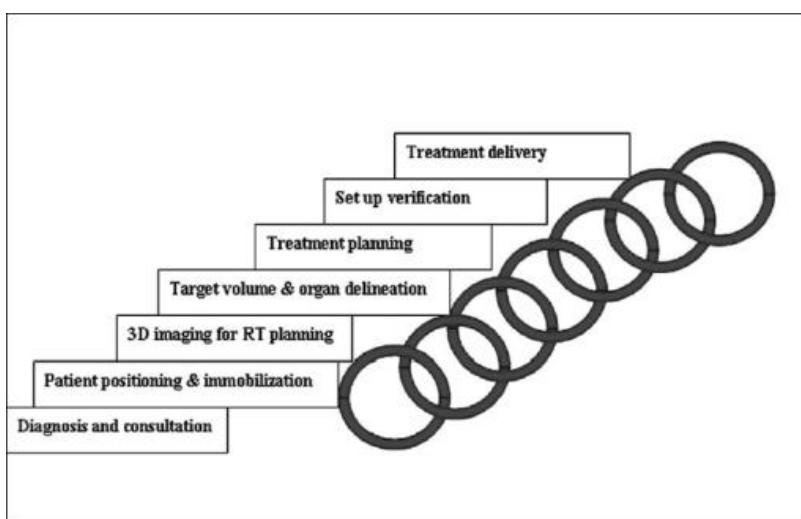 Treatment delivery
Set up verification
Treatment planning
Target volume & organ delineation
3D imaging for RT planning
Patient positioning & immobilization
Diagnosis and consultation